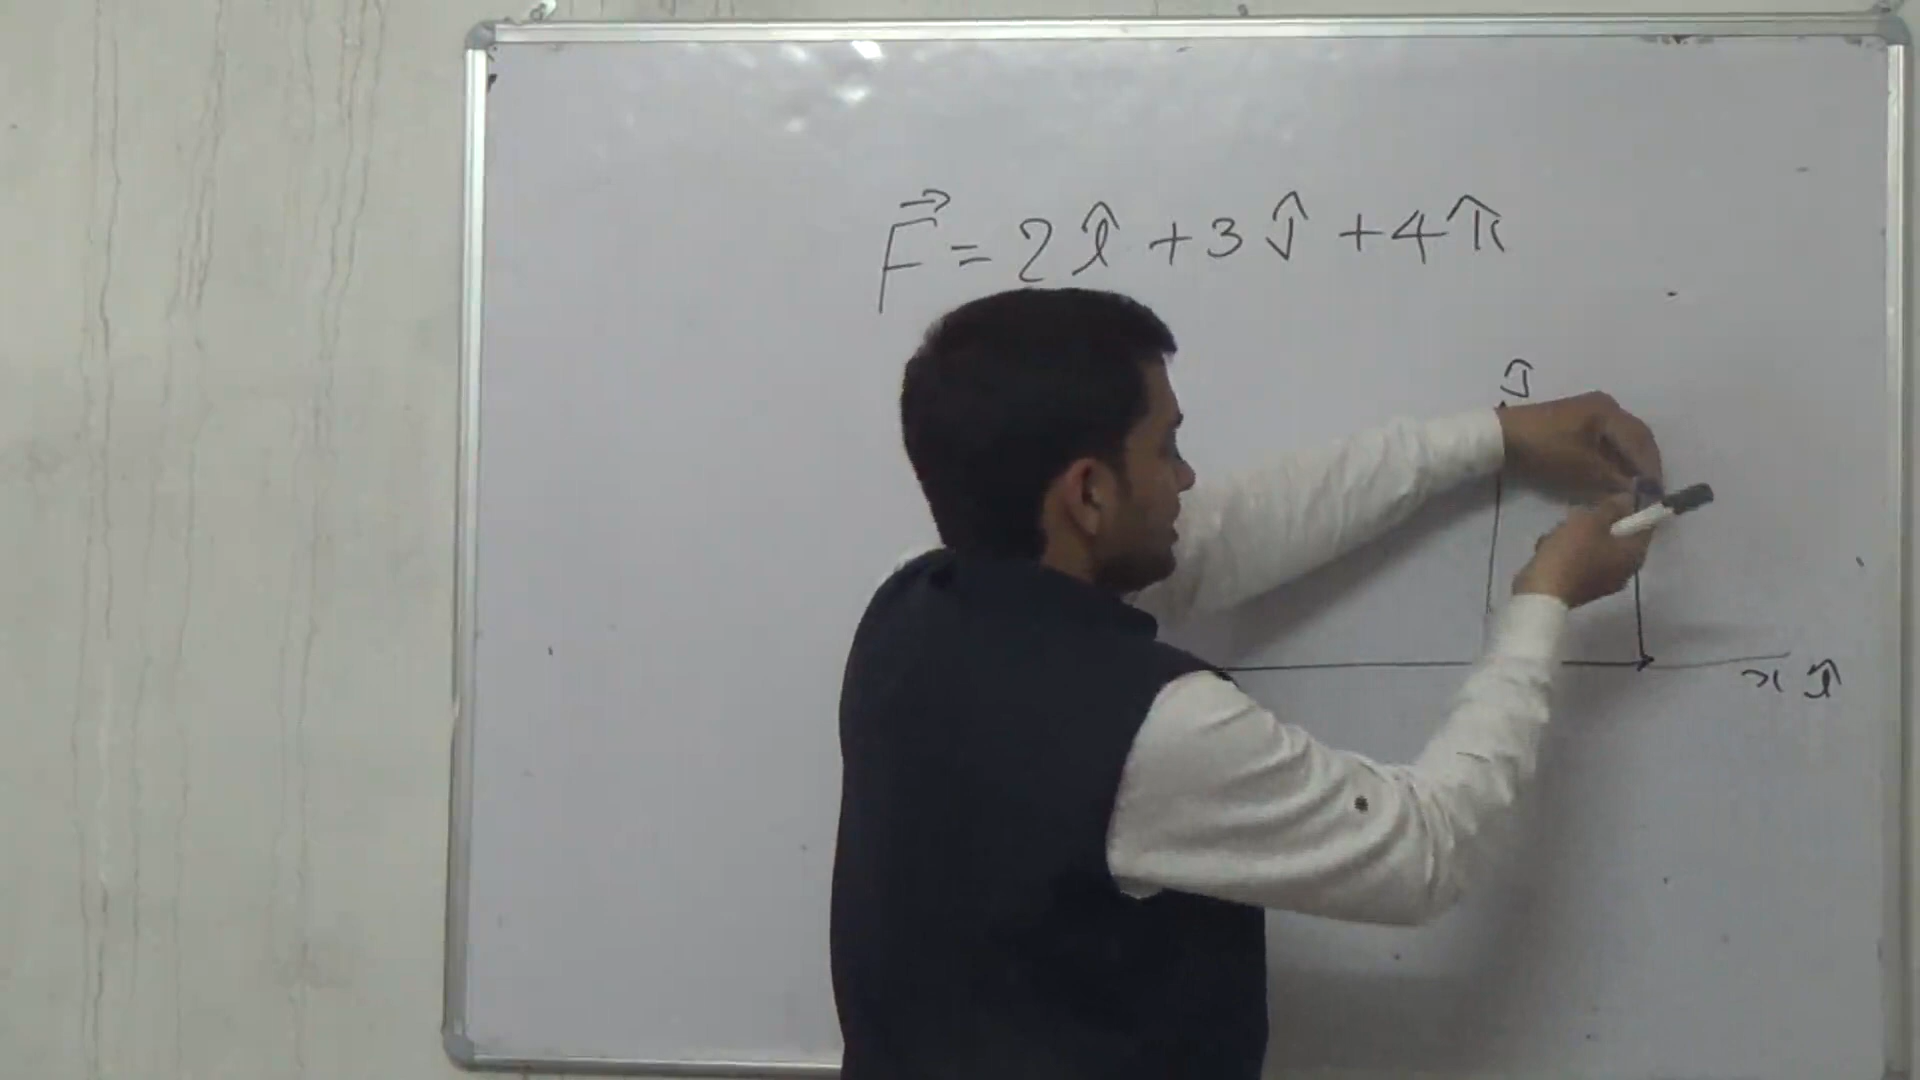 F⃗ = 2î + 3ĵ + 4k̂
ĵ
x î